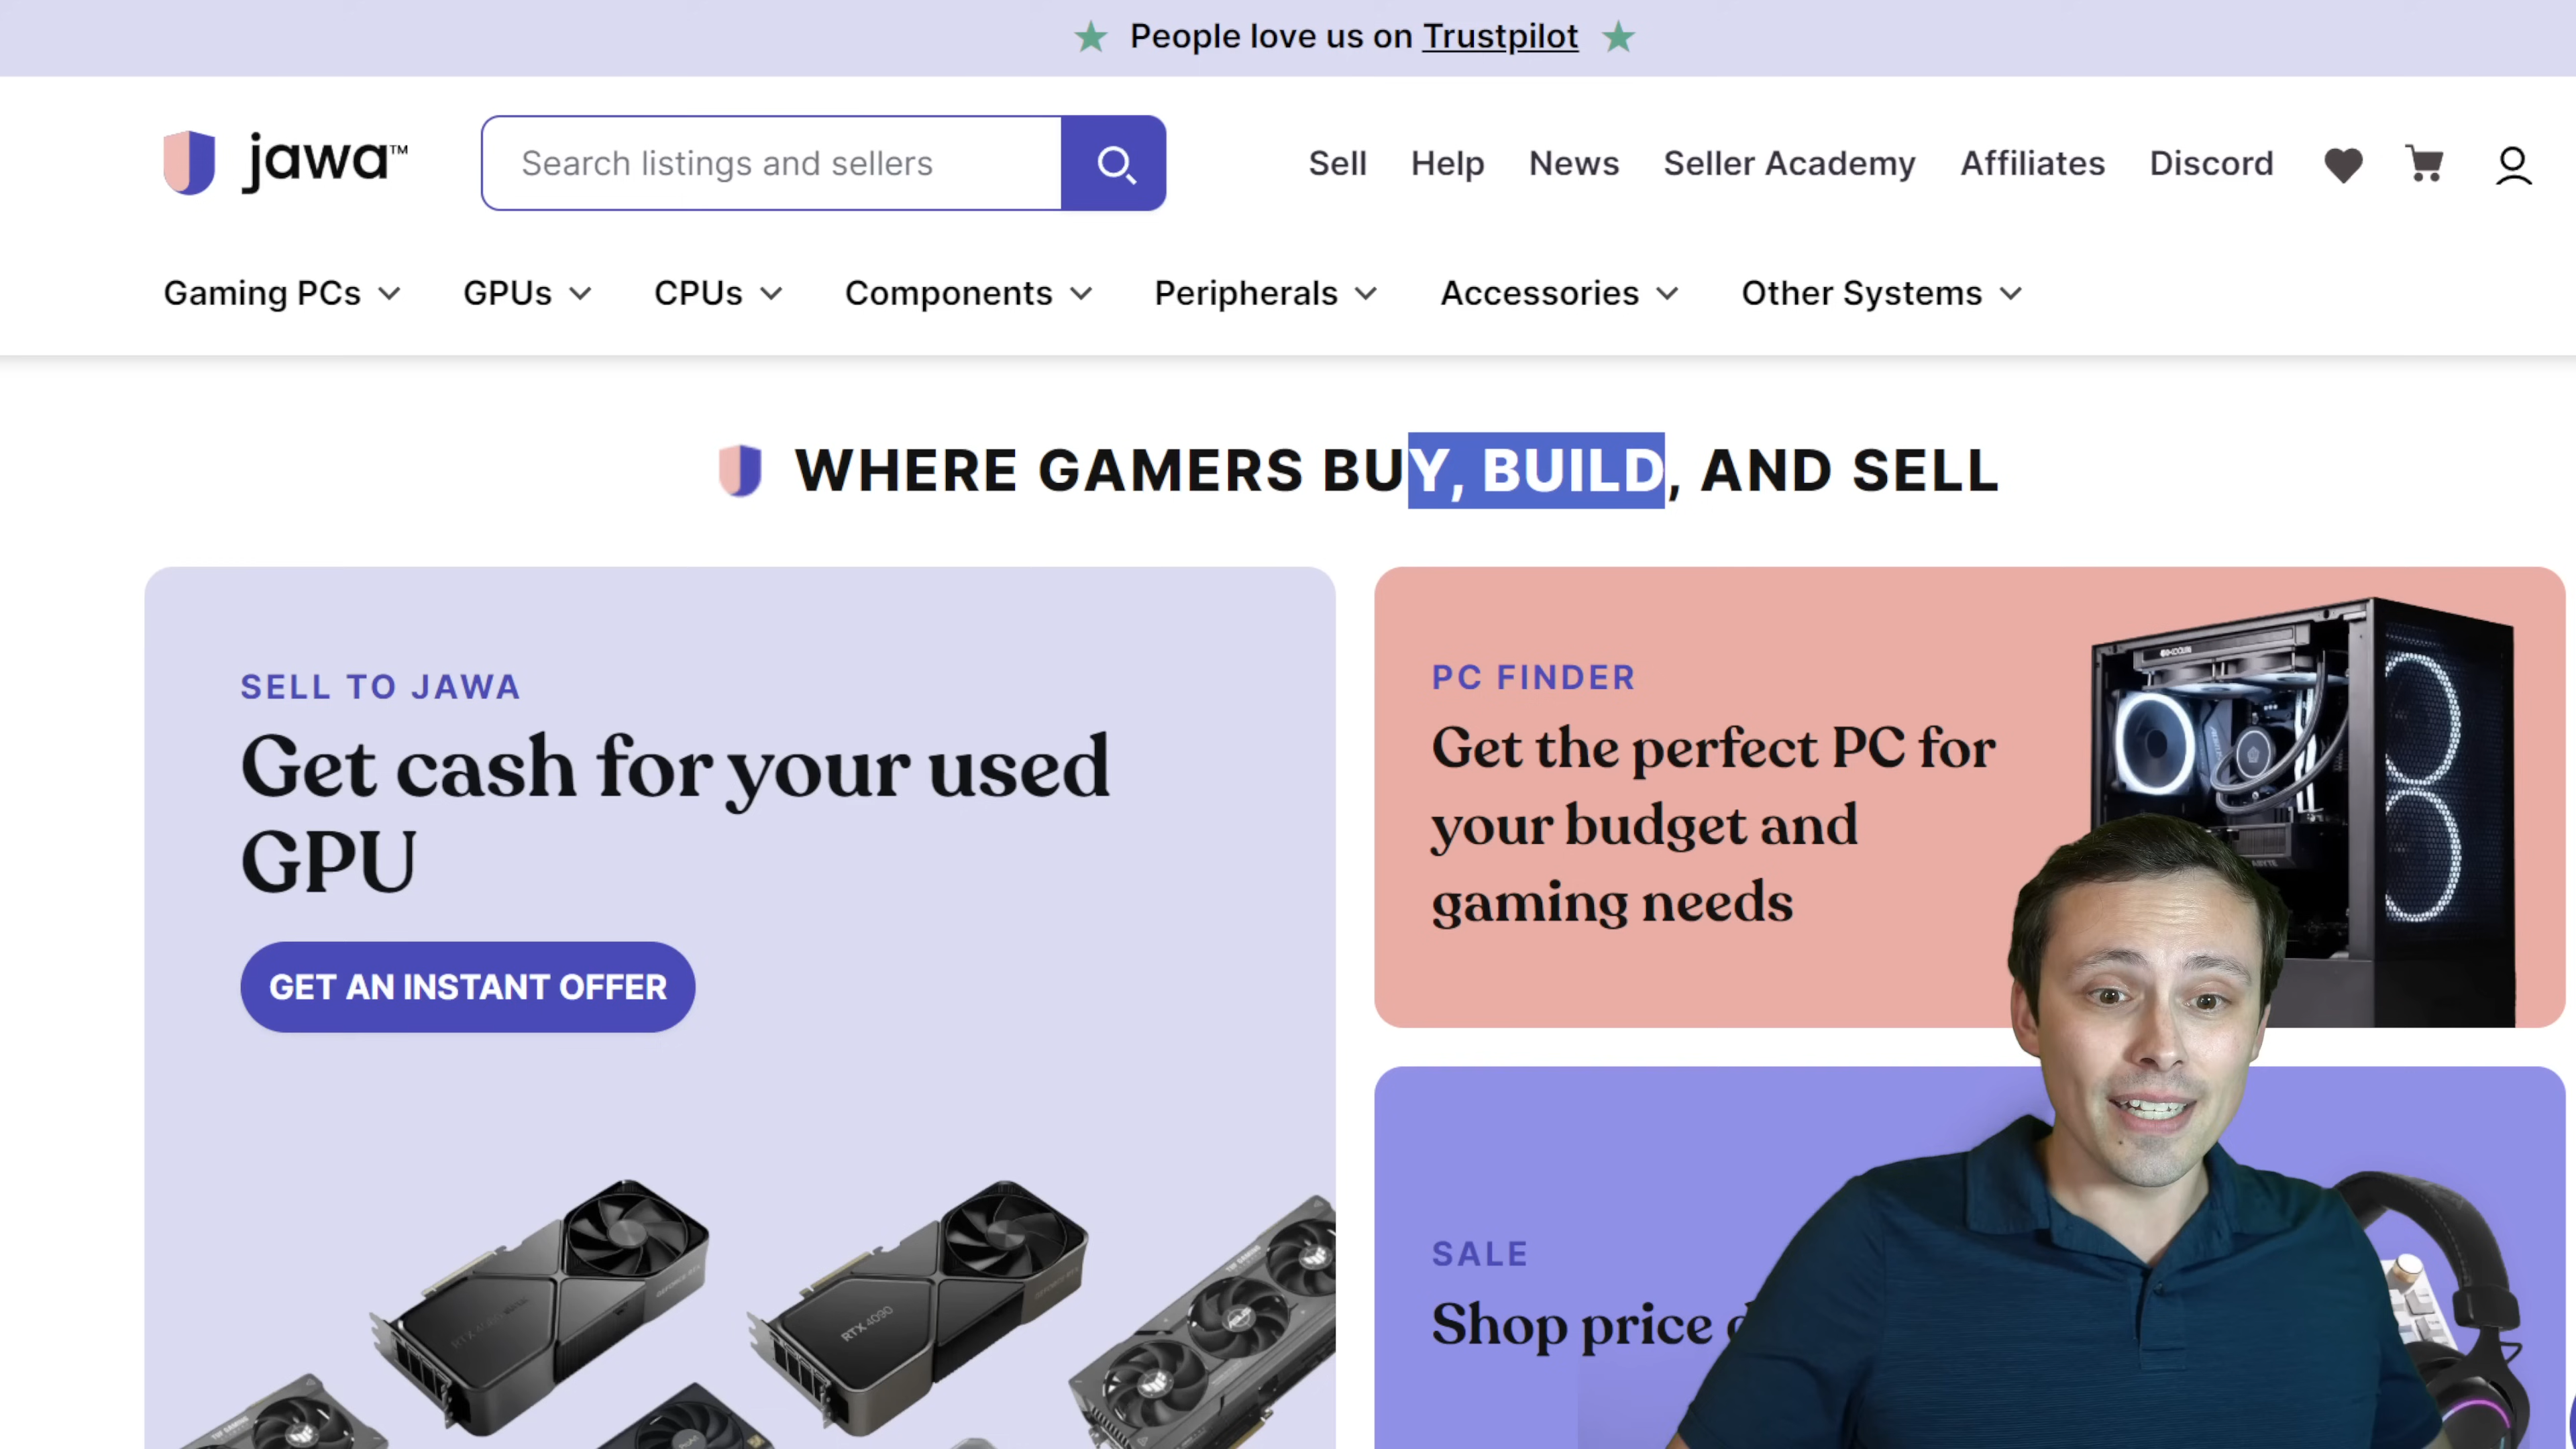 People love us on Trustpilot
jawa™
Search listings and sellers
Sell Help News Seller Academy Affiliates Discord
Gaming PCs GPUs CPUs Components Peripherals Accessories Other Systems
WHERE GAMERS BUY, BUILD, AND SELL
SELL TO JAWA
Get cash for your used
GPU
GET AN INSTANT OFFER
PC FINDER
Get the perfect PC for
your budget and
gaming needs
SALE
Shop price
RTX 4090